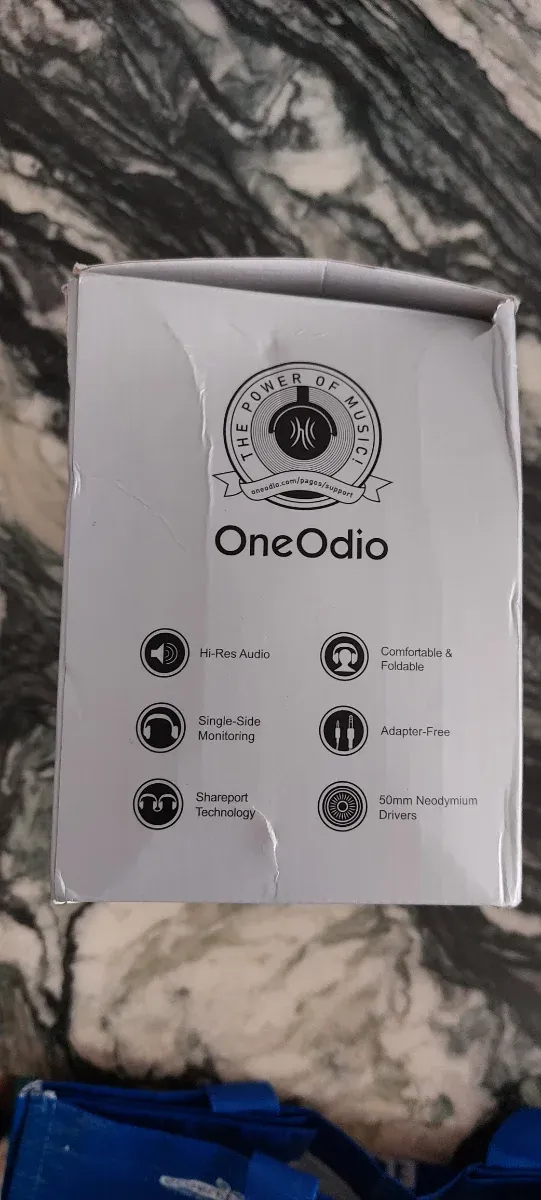 THE POWER OF MUSIC!
oneodio.com/pages/support
OneOdio
Hi-Res Audio
Comfortable &
Foldable
Single-Side
Monitoring
Adapter-Free
Shareport
Technology
50mm Neodymium
Drivers